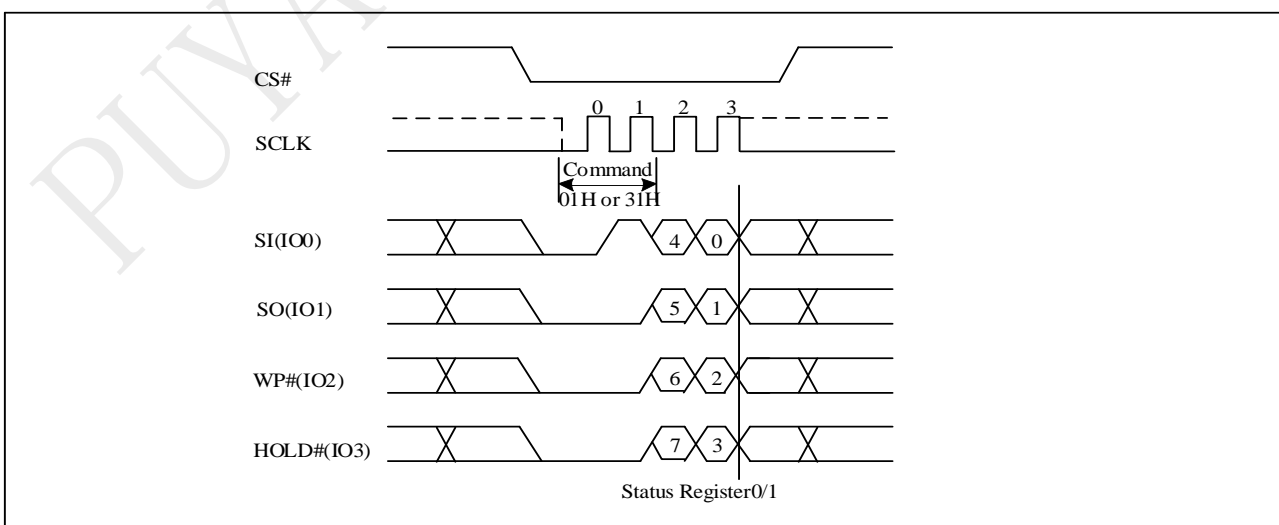 PUYA
CS#
0 1 2 3
SCLK
Command
01H or 31H
SI(IO0) 4 0
SO(IO1) 5 1
WP#(IO2) 6 2
HOLD#(IO3) 7 3
Status Register0/1